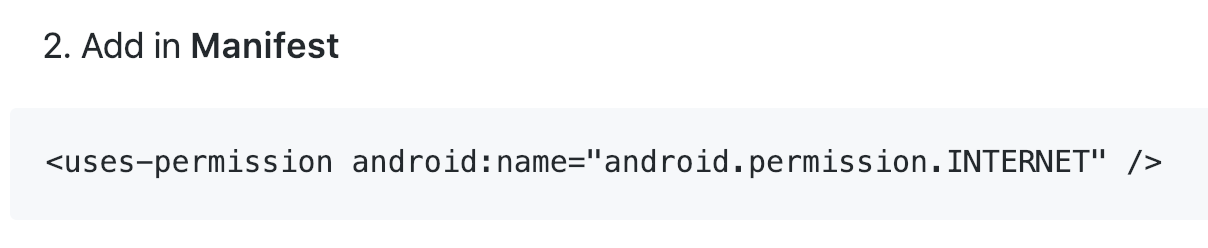 2. Add in Manifest
<uses-permission android:name="android.permission.INTERNET" />